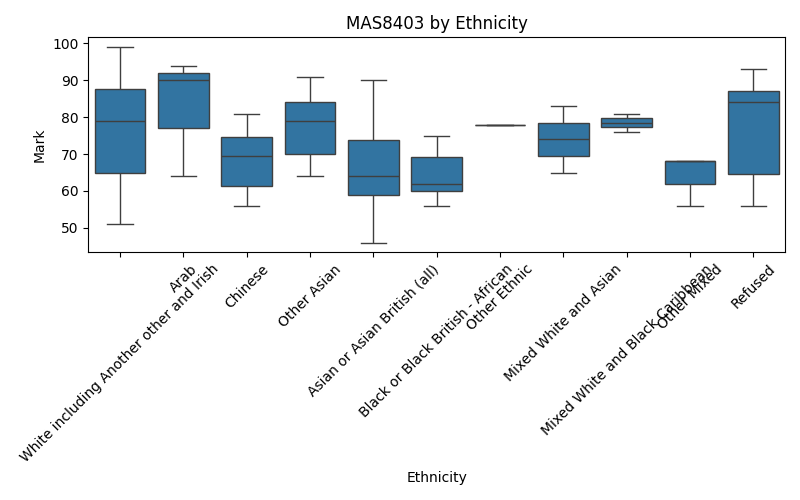 MAS8403 by Ethnicity
Mark
100
90
80
70
60
50
White including Another other and Irish
Arab
Chinese
Other Asian
Asian or Asian British (all)
Black or Black British - African
Other Ethnic
Mixed White and Asian
Mixed White and Black Caribbean
Other Mixed
Refused
Ethnicity